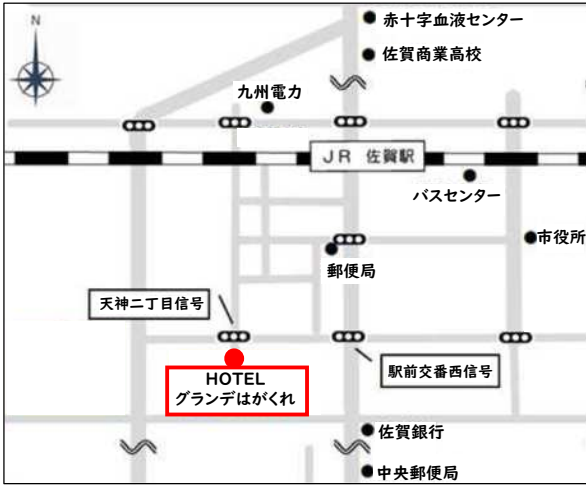 N
赤十字血液センター
佐賀商業高校
九州電力
JR 佐賀駅
バスセンター
市役所
郵便局
天神二丁目信号
駅前交番西信号
HOTEL
グランデはがくれ
佐賀銀行
中央郵便局